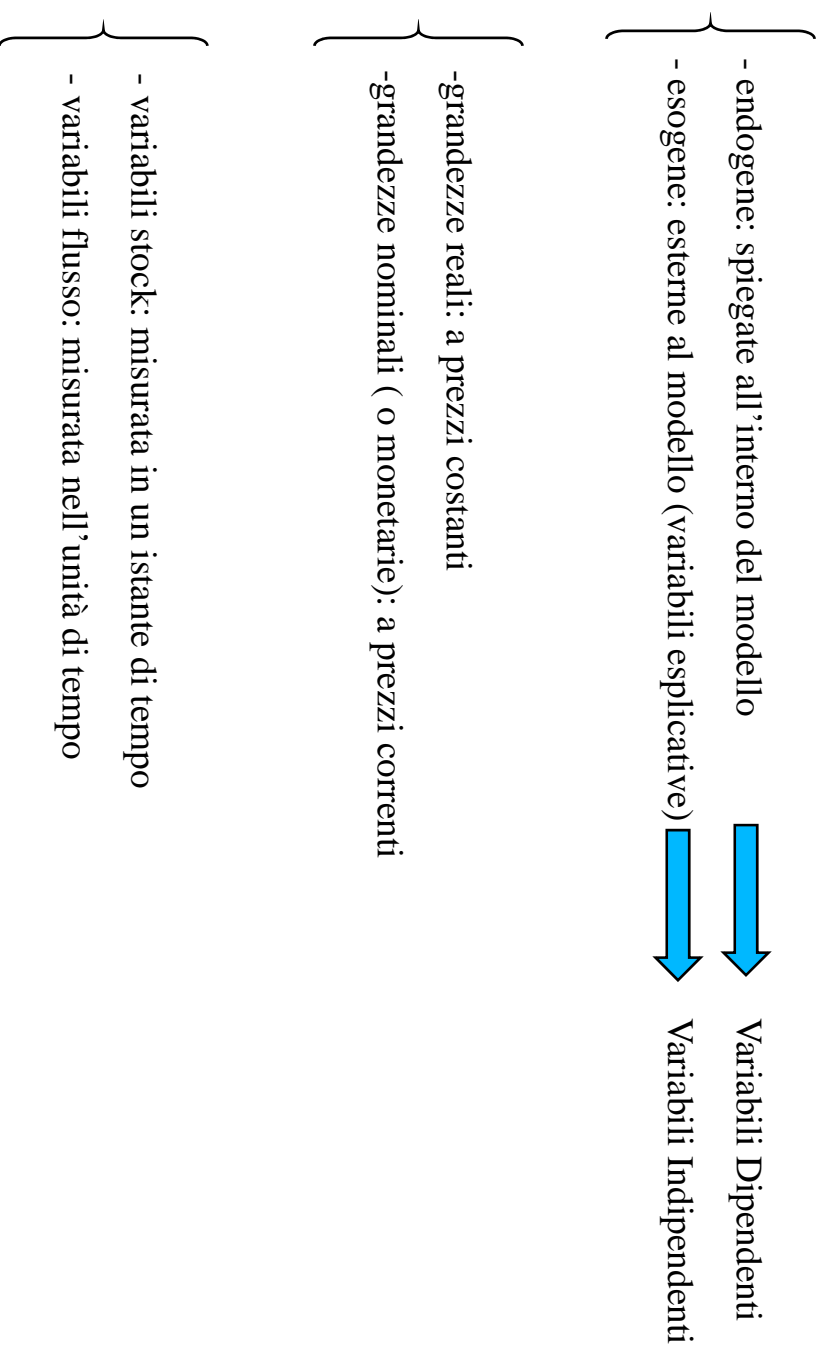 - endogene: spiegate all’interno del modello Variabili Dipendenti
- esogene: esterne al modello (variabili esplicative) Variabili Indipendenti
-grandezze reali: a prezzi costanti
-grandezze nominali ( o monetarie): a prezzi correnti
- variabili stock: misurata in un istante di tempo
- variabili flusso: misurata nell’unità di tempo